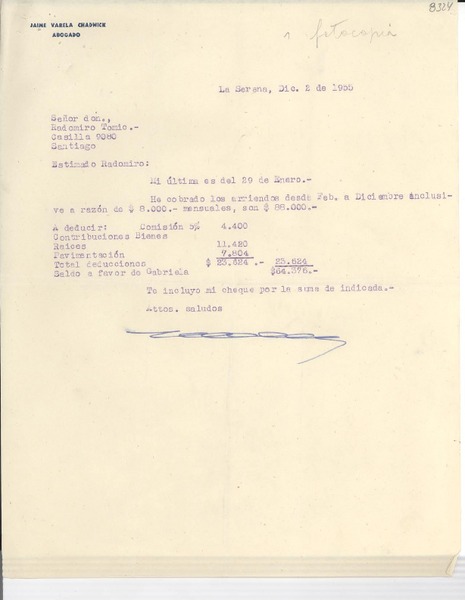 8324
JAIME VARELA CHADWICK
ABOGADO
1 fotocopia
La Serena, Dic. 2 de 1955
Señor don.,
Radomiro Tomic.-
Casilla 9080
Santiago
Estimado Radomiro:
Mi última es del 29 de Enero.-
He cobrado los arriendos desde Feb. a Diciembre inclusi-
ve a razón de $ 8.000.- mensuales, son $ 88.000.-
A deducir: Comisión 5% 4.400
Contribuciones Bienes
Raíces 11.420
Pavimentación 7.804
Total deducciones $ 23.624 .- 23.624
Saldo a favor de Gabriela $64.376.-
Te incluyo mi cheque por la suma de indicada.-
Attos. saludos